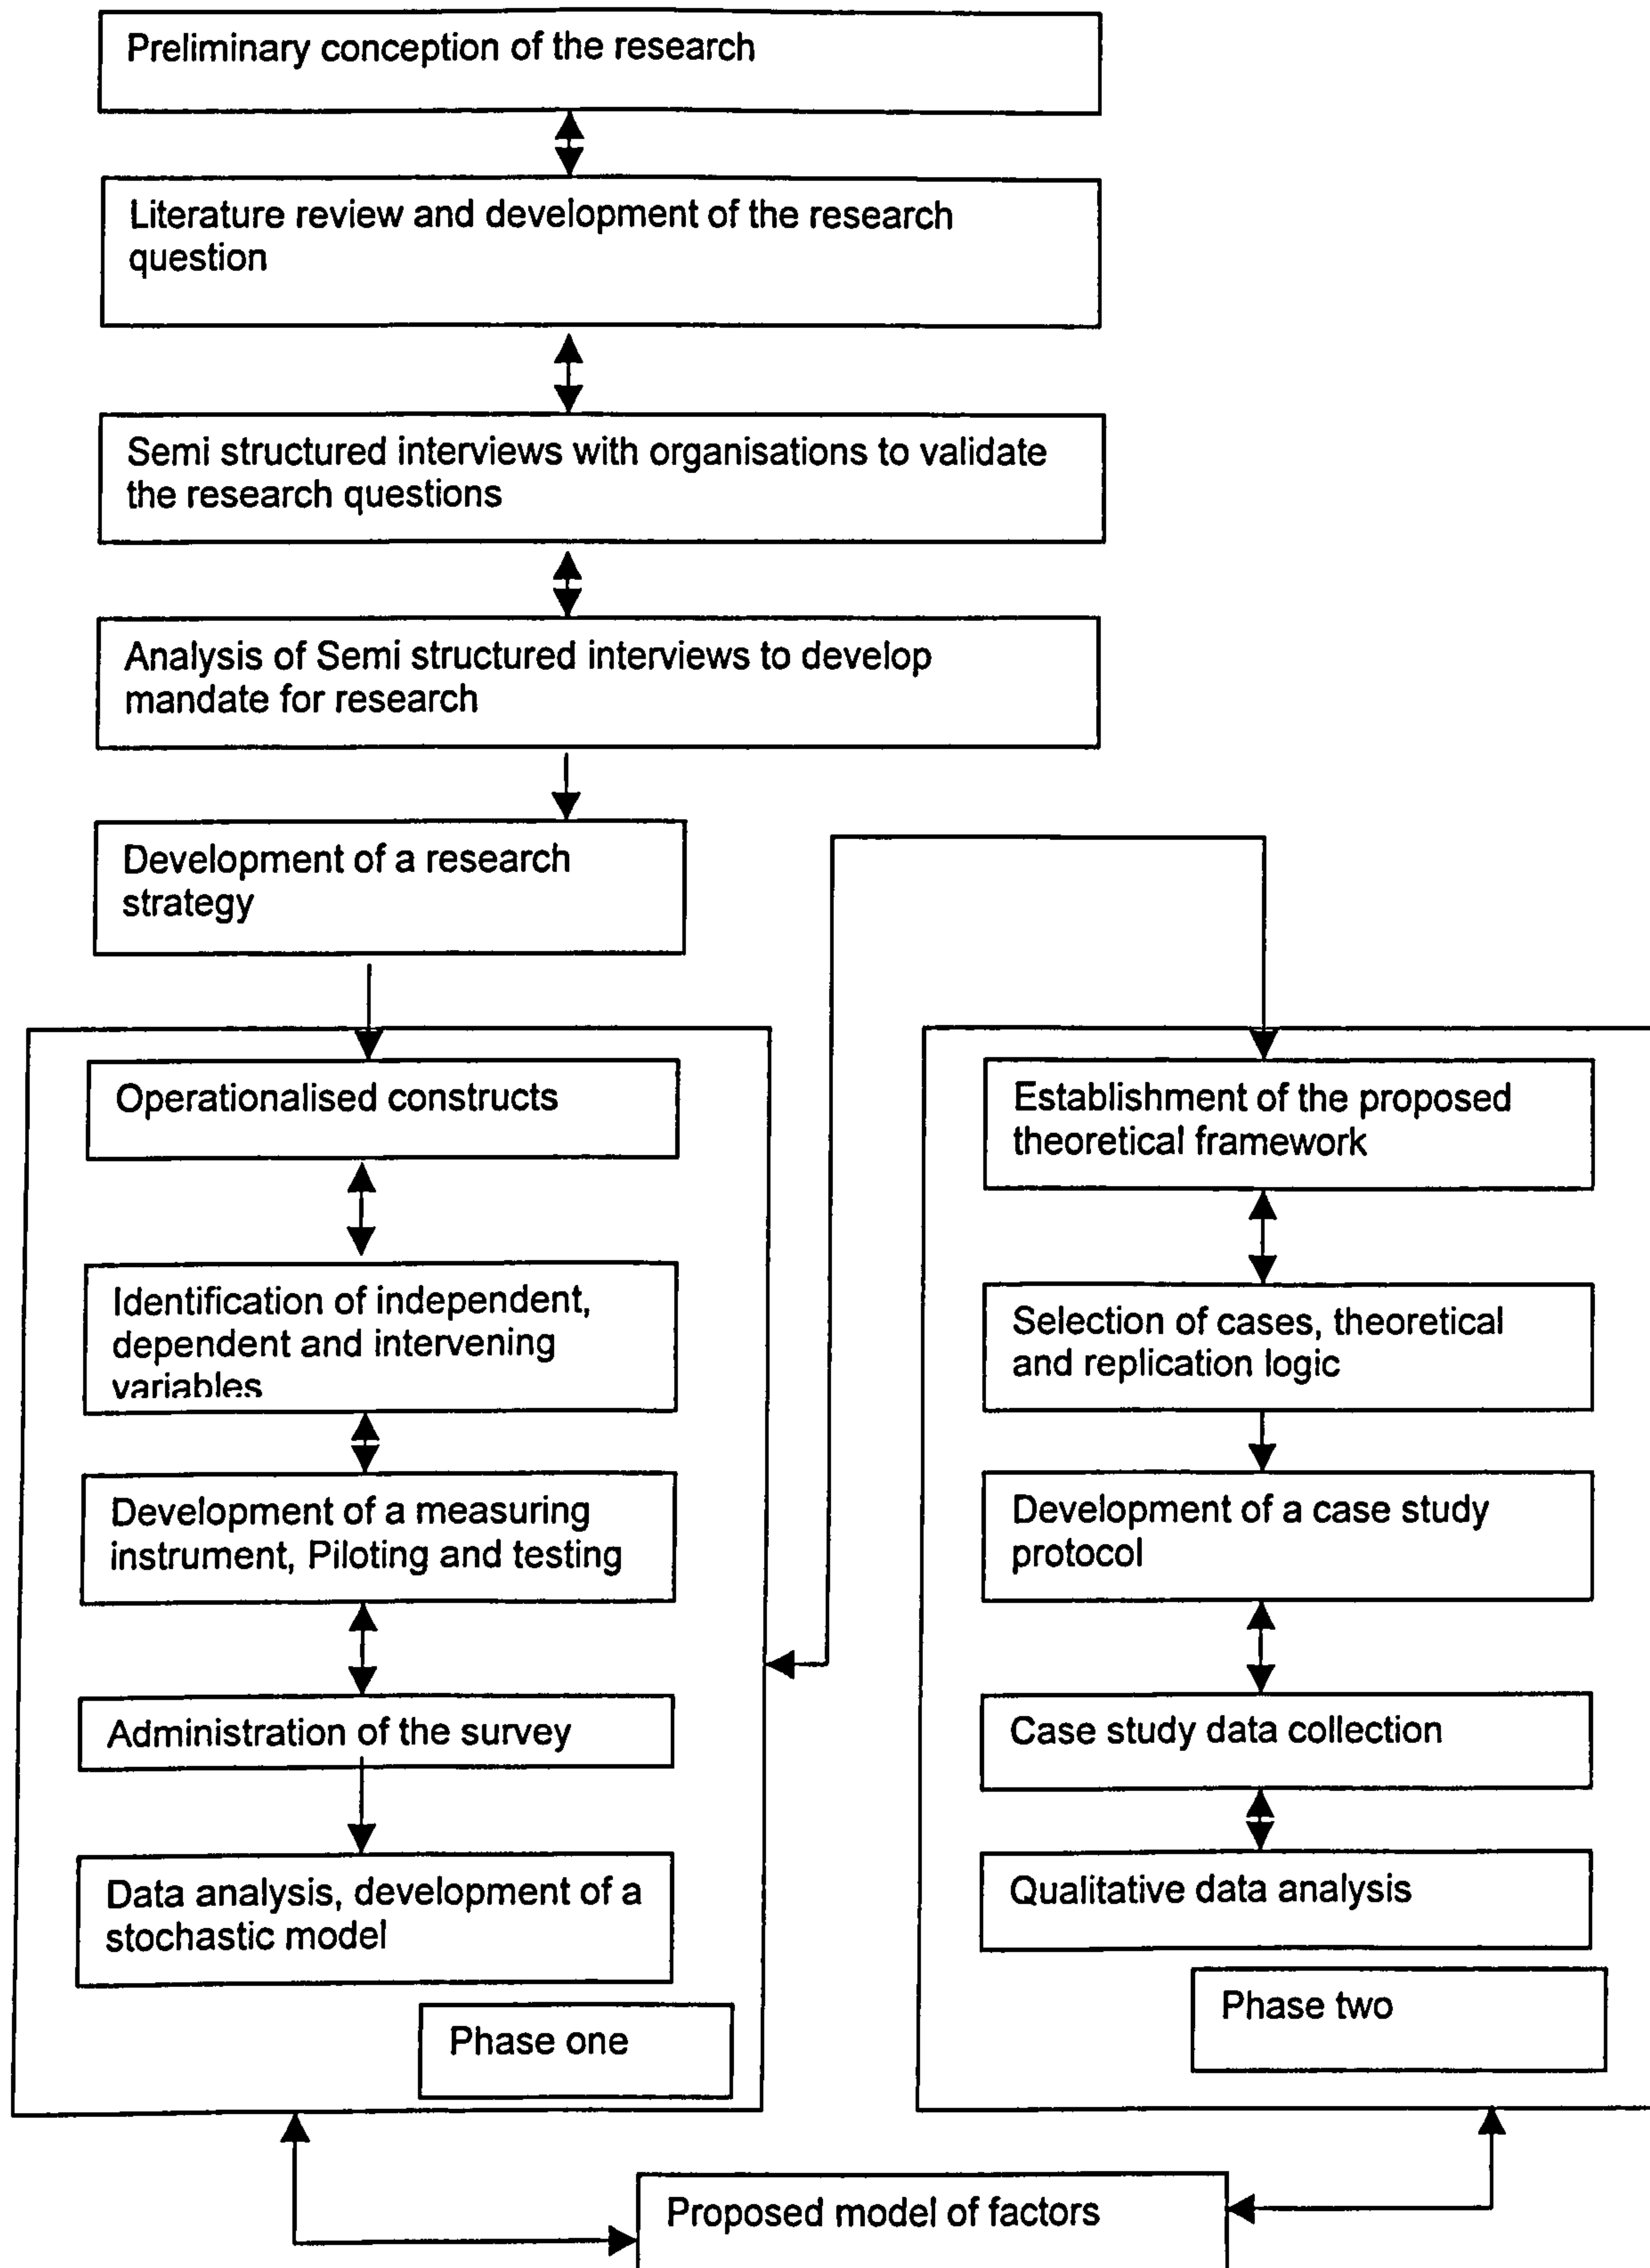 Preliminary conception of the research
Literature review and development of the research
question
Semi structured interviews with organisations to validate
the research questions
Analysis of Semi structured interviews to develop
mandate for research
Development of a research
strategy
Operationalised constructs
Identification of independent,
dependent and intervening
variables
Development of a measuring
instrument, Piloting and testing
Administration of the survey
Data analysis, development of a
stochastic model
Phase one
Establishment of the proposed
theoretical framework
Selection of cases, theoretical
and replication logic
Development of a case study
protocol
Case study data collection
Qualitative data analysis
Phase two
Proposed model of factors